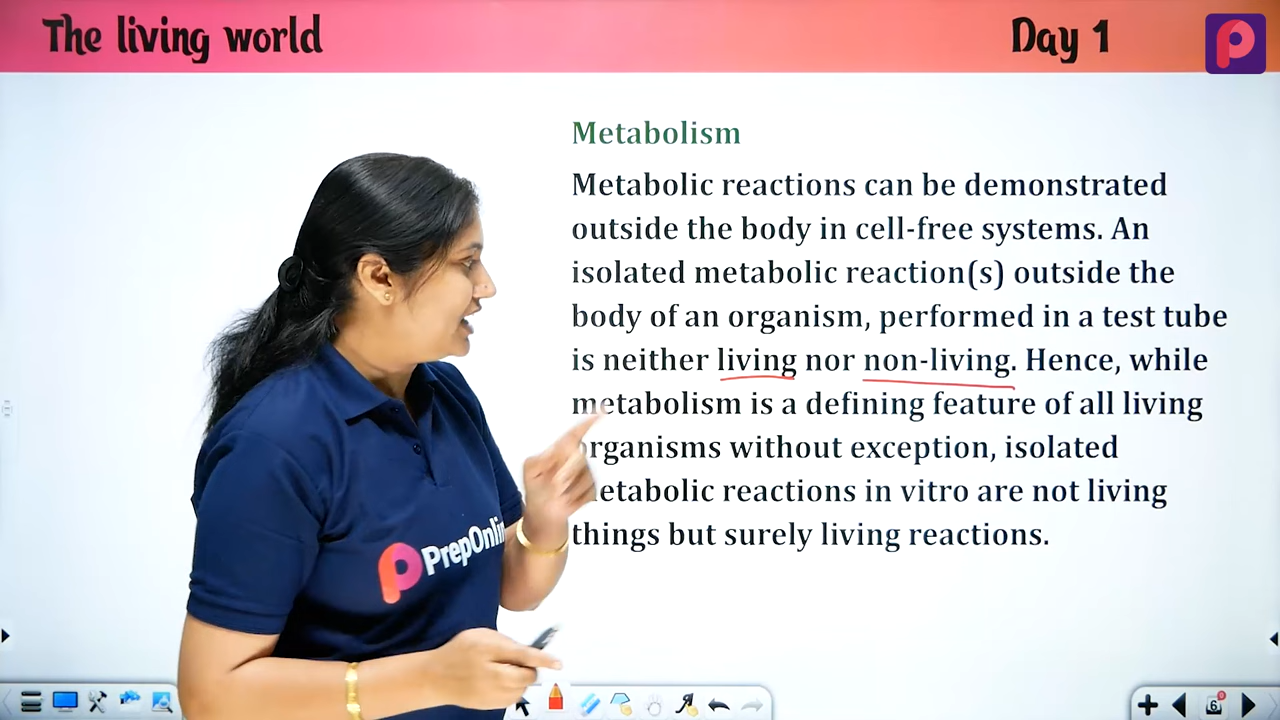 The living world
Day 1
Metabolism
Metabolic reactions can be demonstrated
outside the body in cell-free systems. An
isolated metabolic reaction(s) outside the
body of an organism, performed in a test tube
is neither living nor non-living. Hence, while
metabolism is a defining feature of all living
organisms without exception, isolated
metabolic reactions in vitro are not living
things but surely living reactions.
PrepOnlin
6